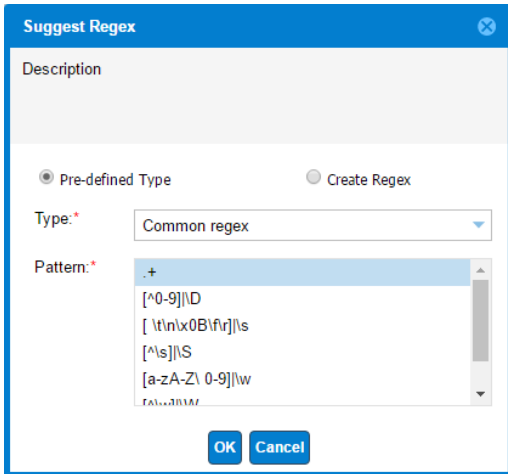 Suggest Regex
Description
Pre-defined Type Create Regex
Type:* Common regex
Pattern:* .+
[^0-9]|\D
[ \t\n\x0B\f\r]|\s
[^\s]|\S
[a-zA-Z\ 0-9]|\w
[^\w]|\W
OK Cancel